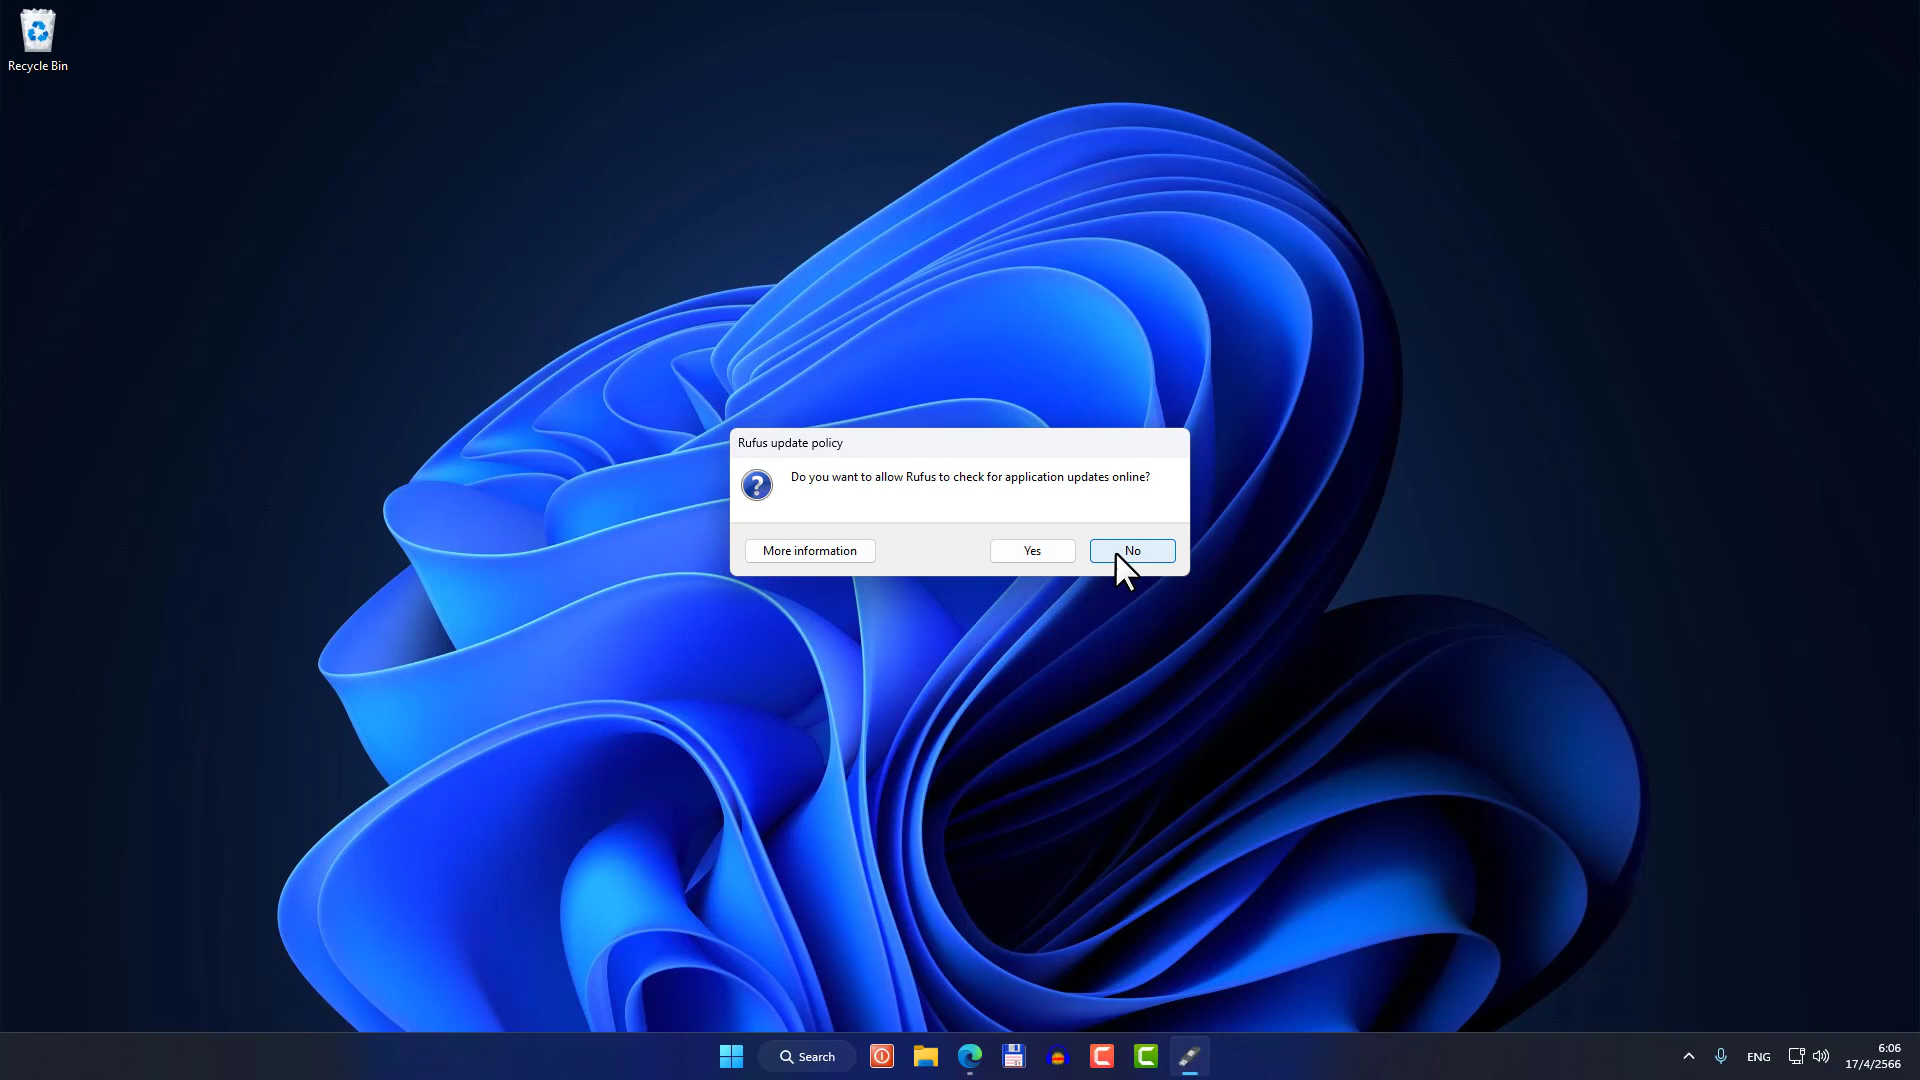 Recycle Bin
Rufus update policy
Do you want to allow Rufus to check for application updates online?
More information
Yes
No
Search
ENG
6:06
17/4/2566